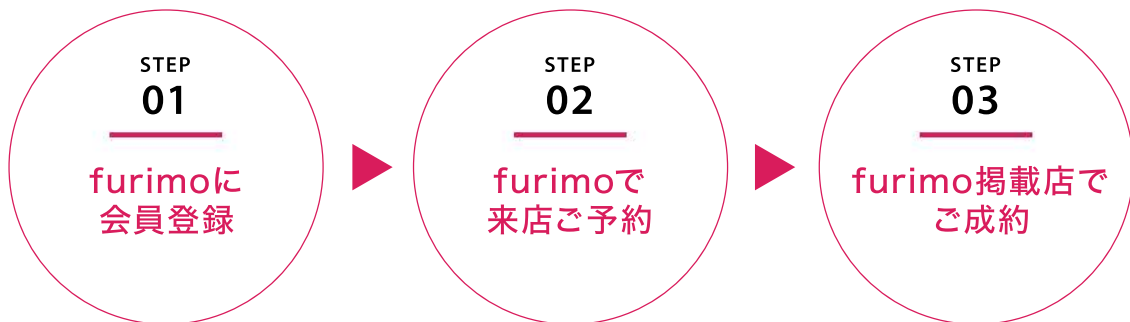 STEP
01
furimoに
会員登録
STEP
02
furimoで
来店ご予約
STEP
03
furimo掲載店で
ご成約